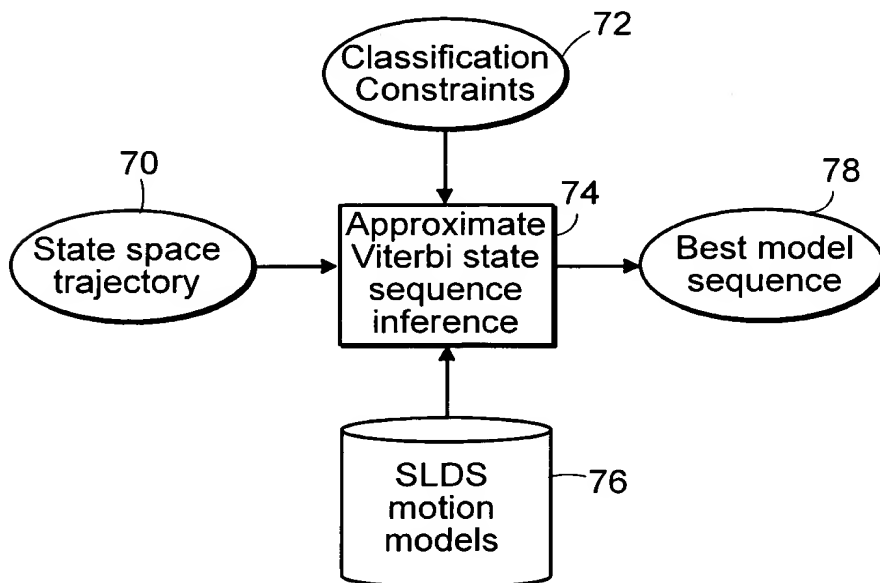 72
Classification
Constraints
70
State space
trajectory
74
Approximate
Viterbi state
sequence
inference
78
Best model
sequence
SLDS
motion
models
76